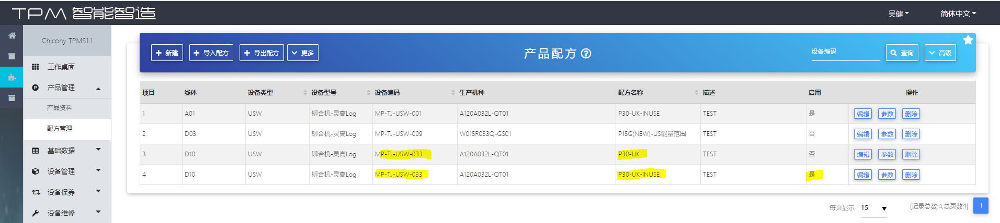 TPM 智能智造
吴健
简体中文
Chicony TPMS1.1
工作桌面
产品管理
产品资料
配方管理
基础数据
设备管理
设备保养
设备维修
新建
导入配方
导出配方
更多
产品配方
设备编码
查询
高级
项目 线体 设备类型 设备型号 设备编码 生产机种 配方名称 描述 启用 操作
1 A01 USW 铆合机-灵高Log MP-TJ-USW-001 A120A032L-QT01 P30-UK-INUSE TEST 是 编辑 参数 删除
2 D03 USW 铆合机-灵高Log MP-TJ-USW-009 W015R033Q-GS01 P15G(NEW)-US能量范围 TEST 否 编辑 参数 删除
3 D10 USW 铆合机-灵高Log MP-TJ-USW-033 A120A032L-QT01 P30-UK TEST 否 编辑 参数 删除
4 D10 USW 铆合机-灵高Log MP-TJ-USW-033 A120A032L-QT01 P30-UK-INUSE TEST 是 编辑 参数 删除
每页显示 15 [记录总数:4,总页数:1] 1